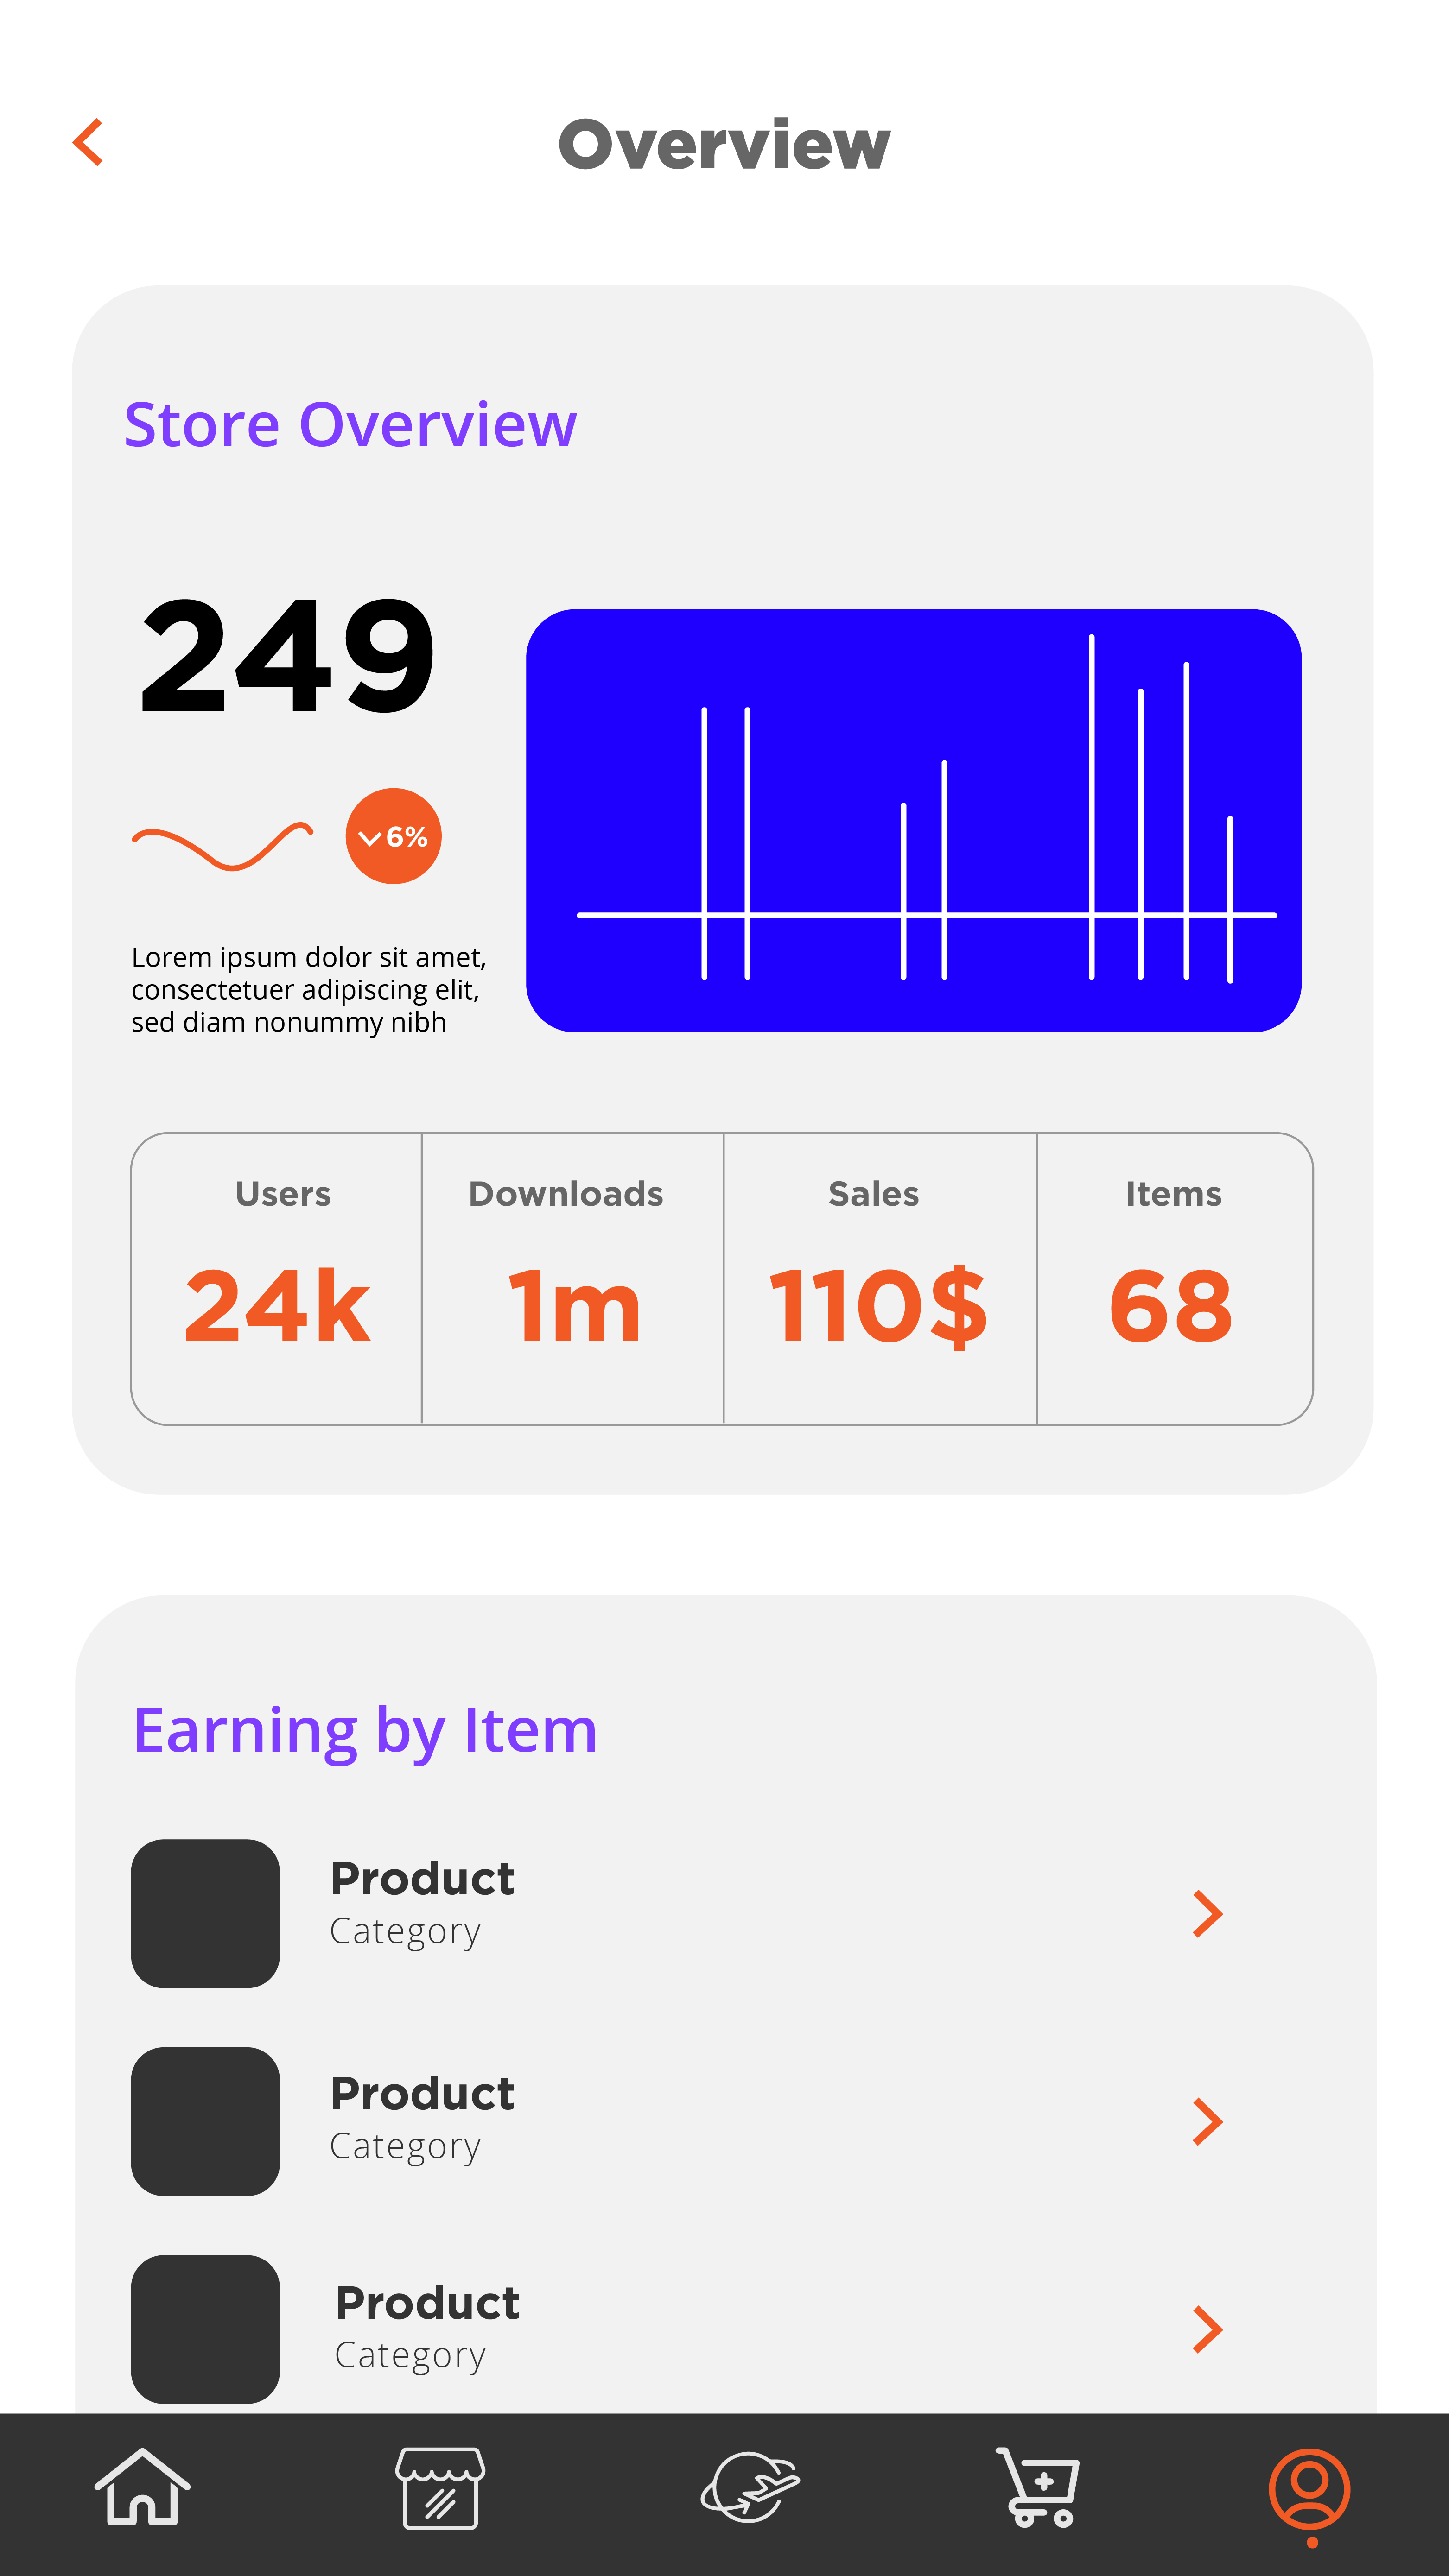 Overview
Store Overview
249
6%
Lorem ipsum dolor sit amet,
consectetuer adipiscing elit,
sed diam nonummy nibh
Users
Downloads
Sales
Items
24k
1m
110$
68
Earning by Item
Product
Category
Product
Category
Product
Category